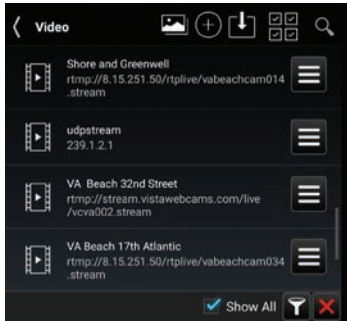 Video
Shore and Greenwell
rtmp://8.15.251.50/rtplive/vabeachcam014
.stream
udpstream
239.1.2.1
VA Beach 32nd Street
rtmp://stream.vistawebcams.com/live
/vcva002.stream
VA Beach 17th Atlantic
rtmp://8.15.251.50/rtplive/vabeachcam034
.stream
Show All